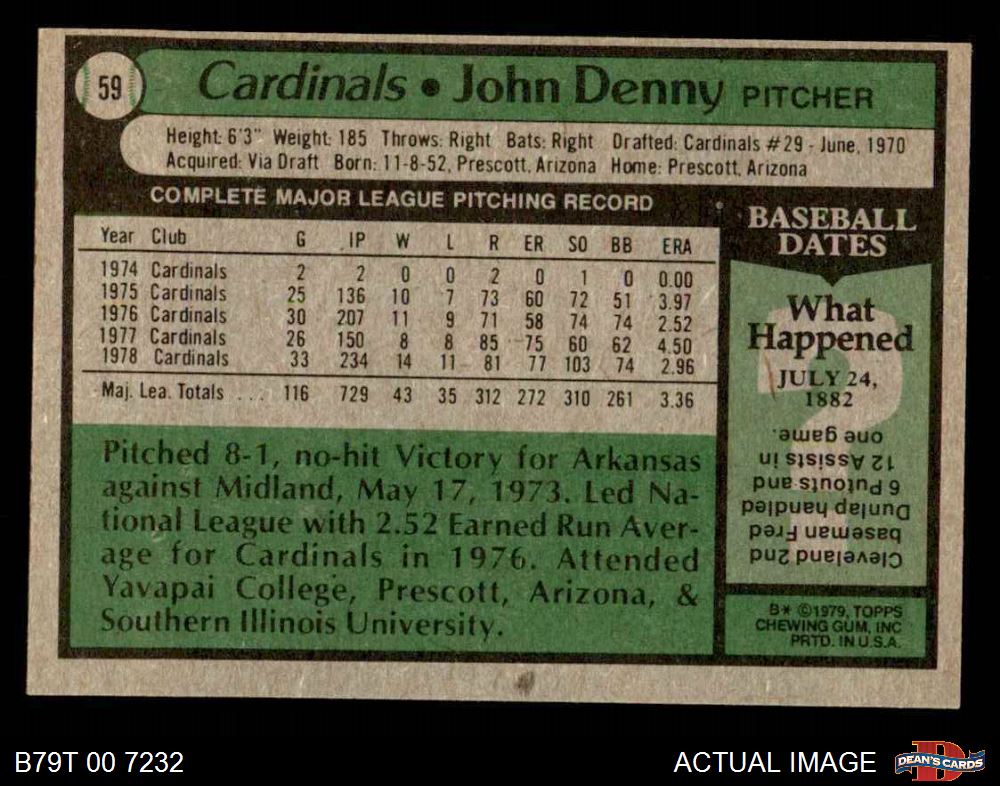 59
Cardinals • John Denny PITCHER
Height: 6'3" Weight: 185 Throws: Right Bats: Right Drafted: Cardinals #29 - June, 1970
Acquired: Via Draft Born: 11-8-52, Prescott, Arizona Home: Prescott, Arizona
COMPLETE MAJOR LEAGUE PITCHING RECORD
Year Club G IP W L R ER SO BB ERA
1974 Cardinals 2 2 0 0 2 0 1 0 0.00
1975 Cardinals 25 136 10 7 73 60 72 51 3.97
1976 Cardinals 30 207 11 9 71 58 74 74 2.52
1977 Cardinals 26 150 8 8 85 75 60 62 4.50
1978 Cardinals 33 234 14 11 81 77 103 74 2.96
Maj. Lea. Totals . . . 116 729 43 35 312 272 310 261 3.36
Pitched 8-1, no-hit Victory for Arkansas
against Midland, May 17, 1973. Led Na-
tional League with 2.52 Earned Run Aver-
age for Cardinals in 1976. Attended
Yavapai College, Prescott, Arizona, &
Southern Illinois University.
BASEBALL
DATES
What
Happened
JULY 24,
1882
Cleveland 2nd
baseman Fred
Dunlap handled
6 Putouts and
12 Assists in
one game.
B* ©1979, TOPPS
CHEWING GUM, INC
PRTD. IN U.S.A.
B79T 00 7232
ACTUAL IMAGE
D
DEAN'S CARDS